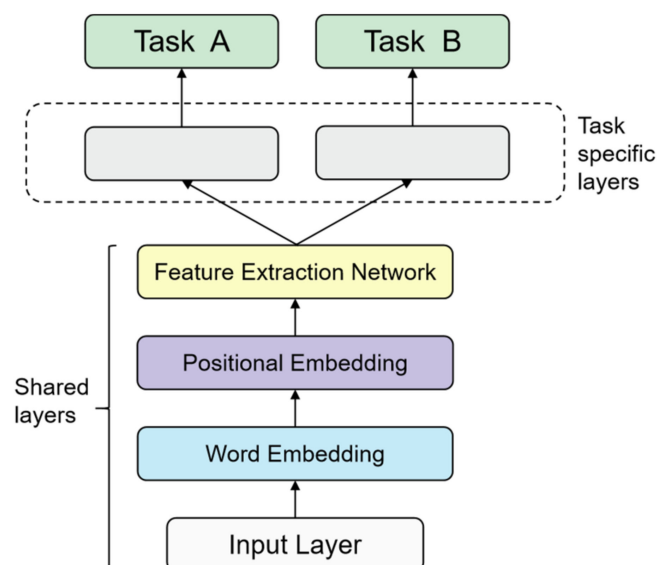 Task A
Task B
Task
specific
layers
Feature Extraction Network
Positional Embedding
Shared
layers
Word Embedding
Input Layer